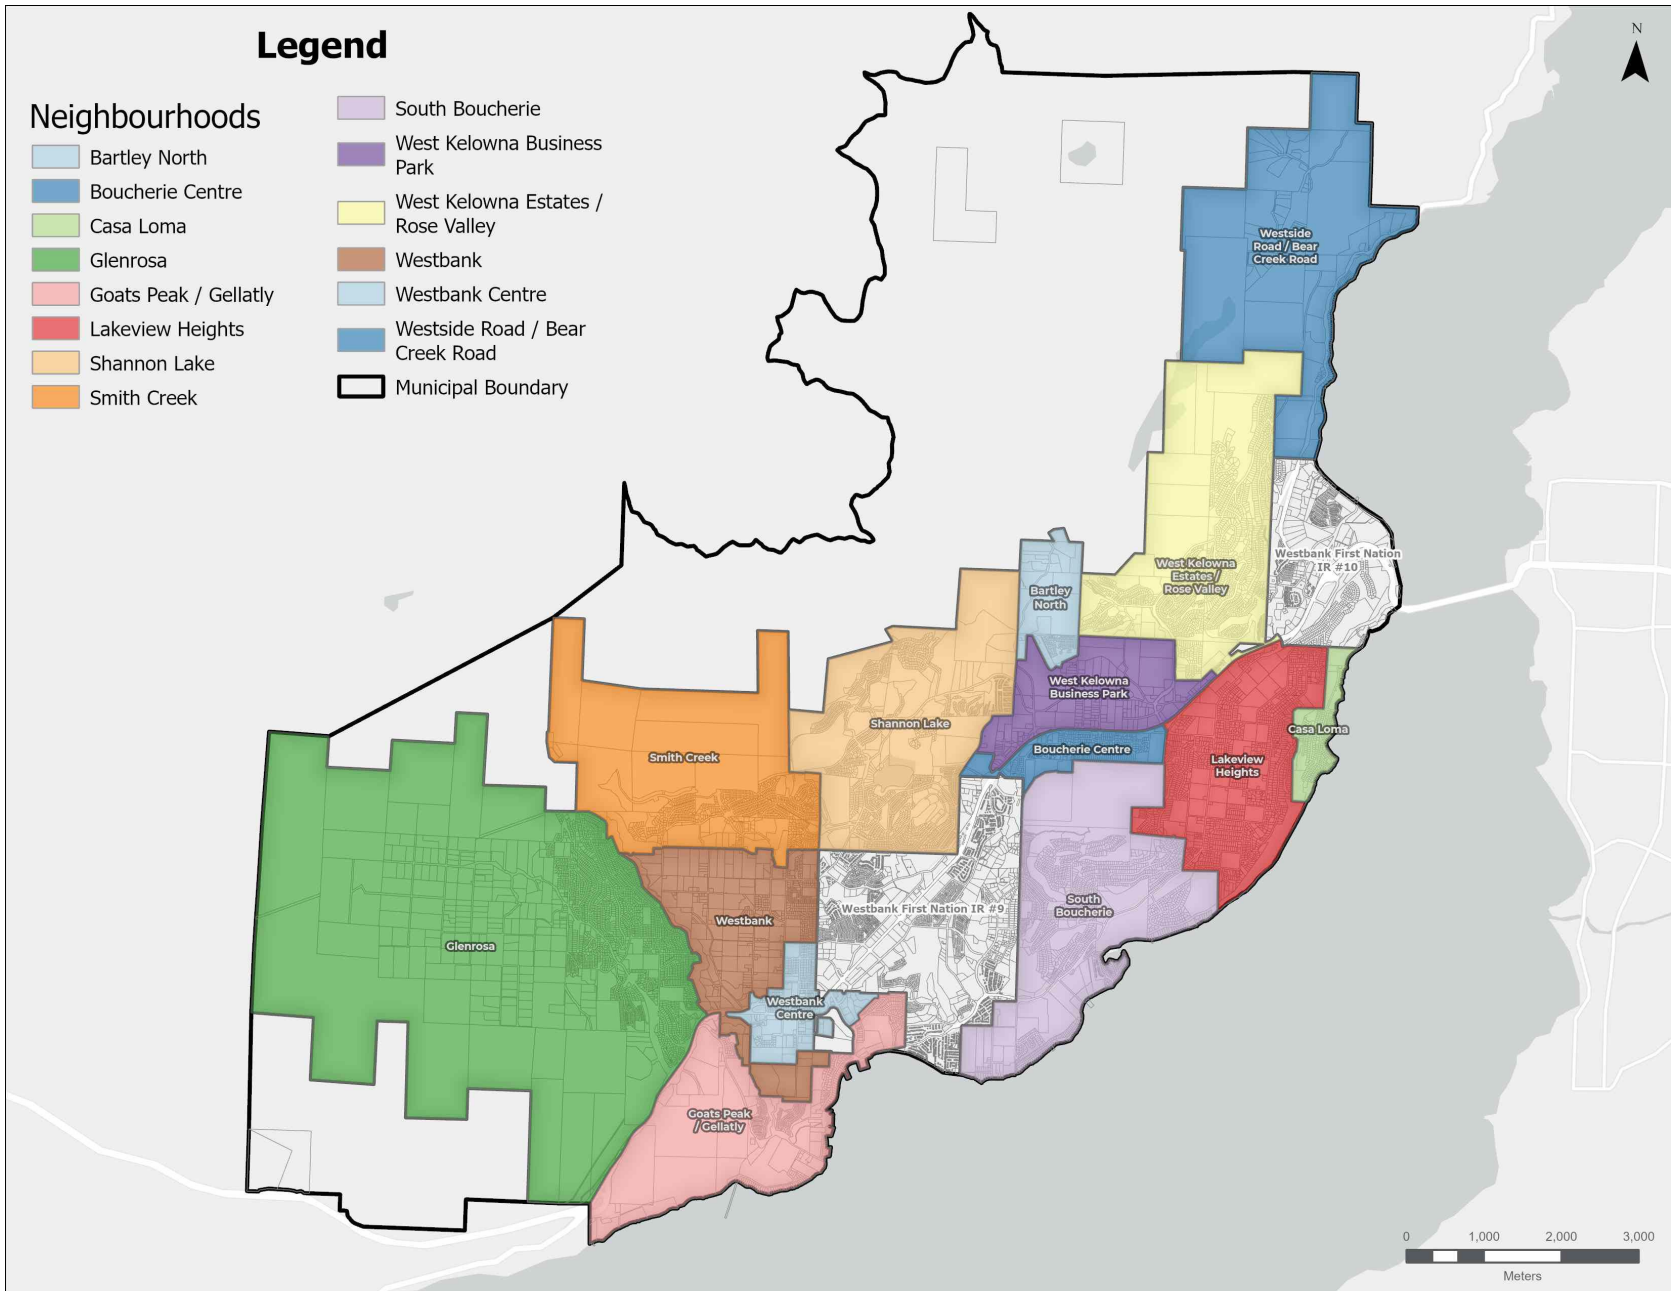 Legend
N
Neighbourhoods
Bartley North
Boucherie Centre
Casa Loma
Glenrosa
Goats Peak / Gellatly
Lakeview Heights
Shannon Lake
Smith Creek
South Boucherie
West Kelowna Business
Park
West Kelowna Estates /
Rose Valley
Westbank
Westbank Centre
Westside Road / Bear
Creek Road
Municipal Boundary
Westside
Road / Bear
Creek Road
Westbank First Nation
IR #10
West Kelowna
Estates /
Rose Valley
Bartley
North
West Kelowna
Business Park
Shannon Lake
Casa Loma
Boucherie Centre
Smith Creek
Lakeview
Heights
South
Boucherie
Westbank First Nation IR #9
Westbank
Glenrosa
Westbank
Centre
Goats Peak
/ Gellatly
0 1,000 2,000 3,000
Meters